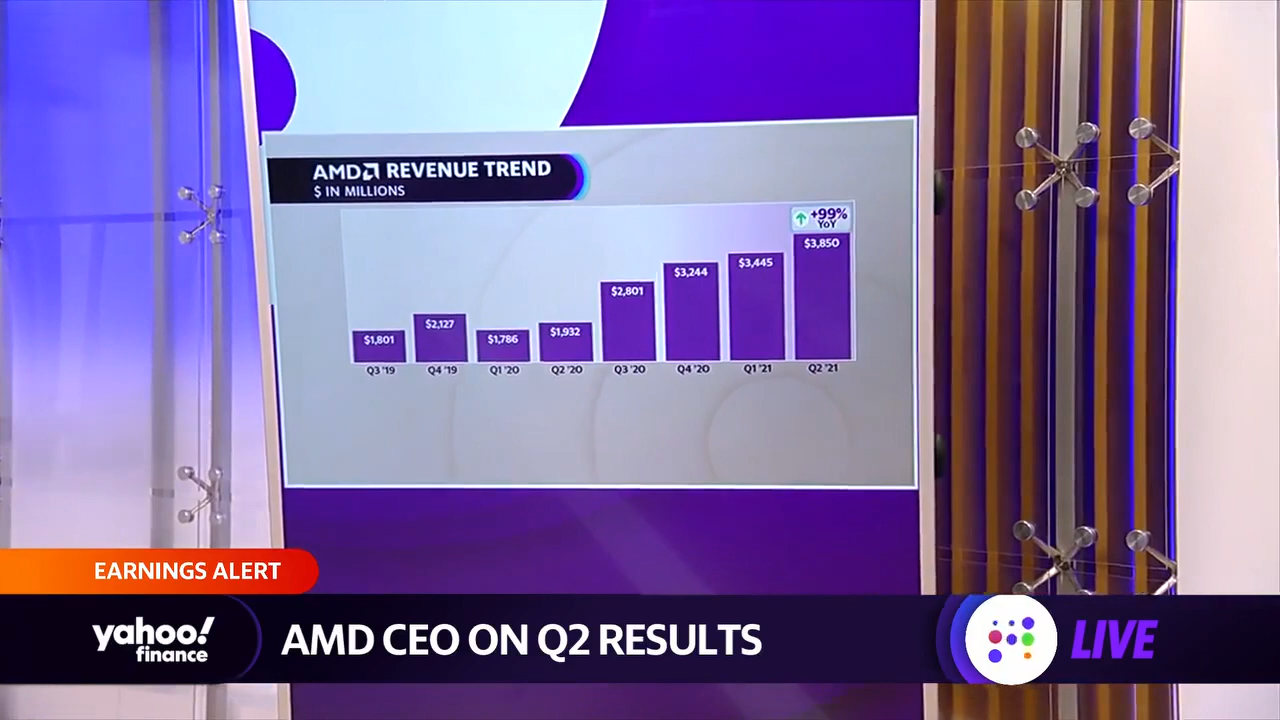 AMD REVENUE TREND
$ IN MILLIONS
+99%
YoY
$1,801
$2,127
$1,786
$1,932
$2,801
$3,244
$3,445
$3,850
Q3 '19
Q4 '19
Q1 '20
Q2 '20
Q3 '20
Q4 '20
Q1 '21
Q2 '21
EARNINGS ALERT
yahoo!
finance
AMD CEO ON Q2 RESULTS
LIVE